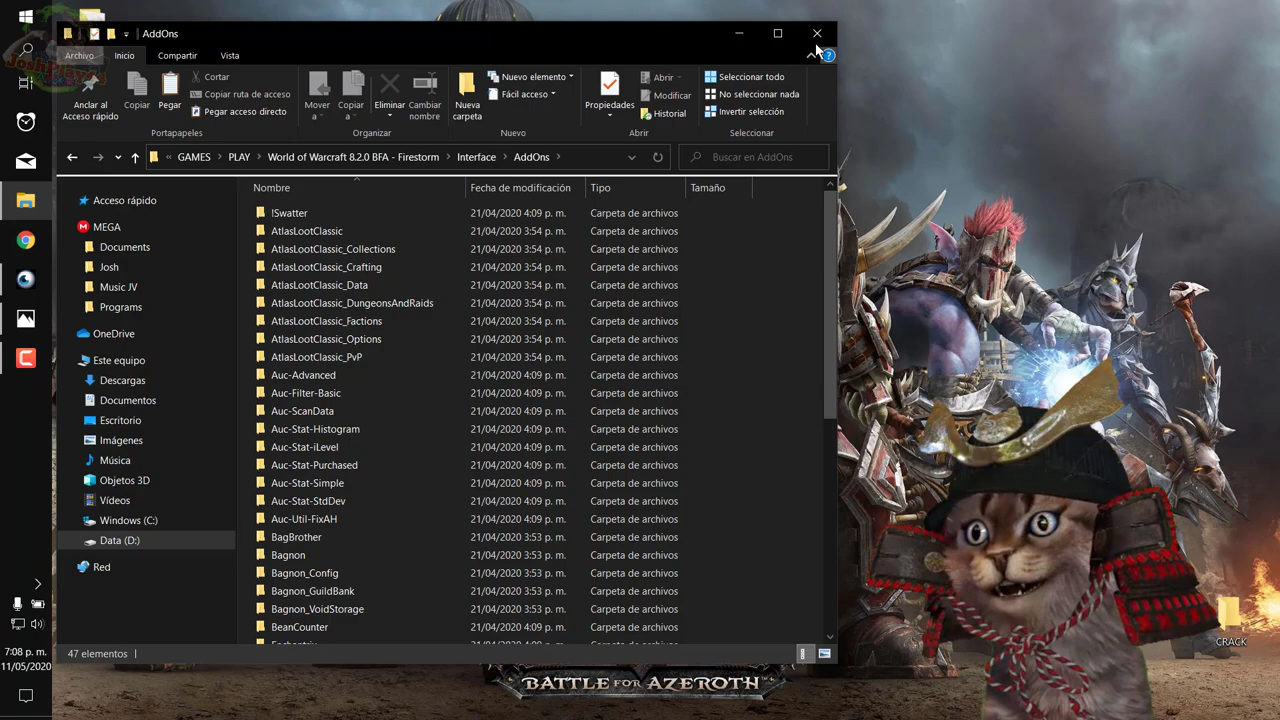 AddOns
Archivo Inicio Compartir Vista
Anclar al Acceso rápido
Copiar
Pegar
Cortar
Copiar ruta de acceso
Pegar acceso directo
Portapapeles
Mover a
Copiar a
Eliminar
Cambiar nombre
Organizar
Nueva carpeta
Nuevo elemento
Fácil acceso
Nuevo
Propiedades
Abrir
Modificar
Historial
Abrir
Seleccionar todo
No seleccionar nada
Invertir selección
Seleccionar
« GAMES > PLAY > World of Warcraft 8.2.0 BFA - Firestorm > Interface > AddOns >
Buscar en AddOns
Acceso rápido
MEGA
Documents
Josh
Music JV
Programs
OneDrive
Este equipo
Descargas
Documentos
Escritorio
Imágenes
Música
Objetos 3D
Vídeos
Windows (C:)
Data (D:)
Red
Nombre Fecha de modificación Tipo Tamaño
!Swatter 21/04/2020 4:09 p. m. Carpeta de archivos
AtlasLootClassic 21/04/2020 3:54 p. m. Carpeta de archivos
AtlasLootClassic_Collections 21/04/2020 3:54 p. m. Carpeta de archivos
AtlasLootClassic_Crafting 21/04/2020 3:54 p. m. Carpeta de archivos
AtlasLootClassic_Data 21/04/2020 3:54 p. m. Carpeta de archivos
AtlasLootClassic_DungeonsAndRaids 21/04/2020 3:54 p. m. Carpeta de archivos
AtlasLootClassic_Factions 21/04/2020 3:54 p. m. Carpeta de archivos
AtlasLootClassic_Options 21/04/2020 3:54 p. m. Carpeta de archivos
AtlasLootClassic_PvP 21/04/2020 3:54 p. m. Carpeta de archivos
Auc-Advanced 21/04/2020 4:09 p. m. Carpeta de archivos
Auc-Filter-Basic 21/04/2020 4:09 p. m. Carpeta de archivos
Auc-ScanData 21/04/2020 4:09 p. m. Carpeta de archivos
Auc-Stat-Histogram 21/04/2020 4:09 p. m. Carpeta de archivos
Auc-Stat-iLevel 21/04/2020 4:09 p. m. Carpeta de archivos
Auc-Stat-Purchased 21/04/2020 4:09 p. m. Carpeta de archivos
Auc-Stat-Simple 21/04/2020 4:09 p. m. Carpeta de archivos
Auc-Stat-StdDev 21/04/2020 4:09 p. m. Carpeta de archivos
Auc-Util-FixAH 21/04/2020 4:09 p. m. Carpeta de archivos
BagBrother 21/04/2020 3:53 p. m. Carpeta de archivos
Bagnon 21/04/2020 3:53 p. m. Carpeta de archivos
Bagnon_Config 21/04/2020 3:53 p. m. Carpeta de archivos
Bagnon_GuildBank 21/04/2020 3:53 p. m. Carpeta de archivos
Bagnon_VoidStorage 21/04/2020 3:53 p. m. Carpeta de archivos
BeanCounter 21/04/2020 4:09 p. m. Carpeta de archivos
47 elementos
7:08 p. m.
11/05/2020
CRACK
BATTLE FOR AZEROTH